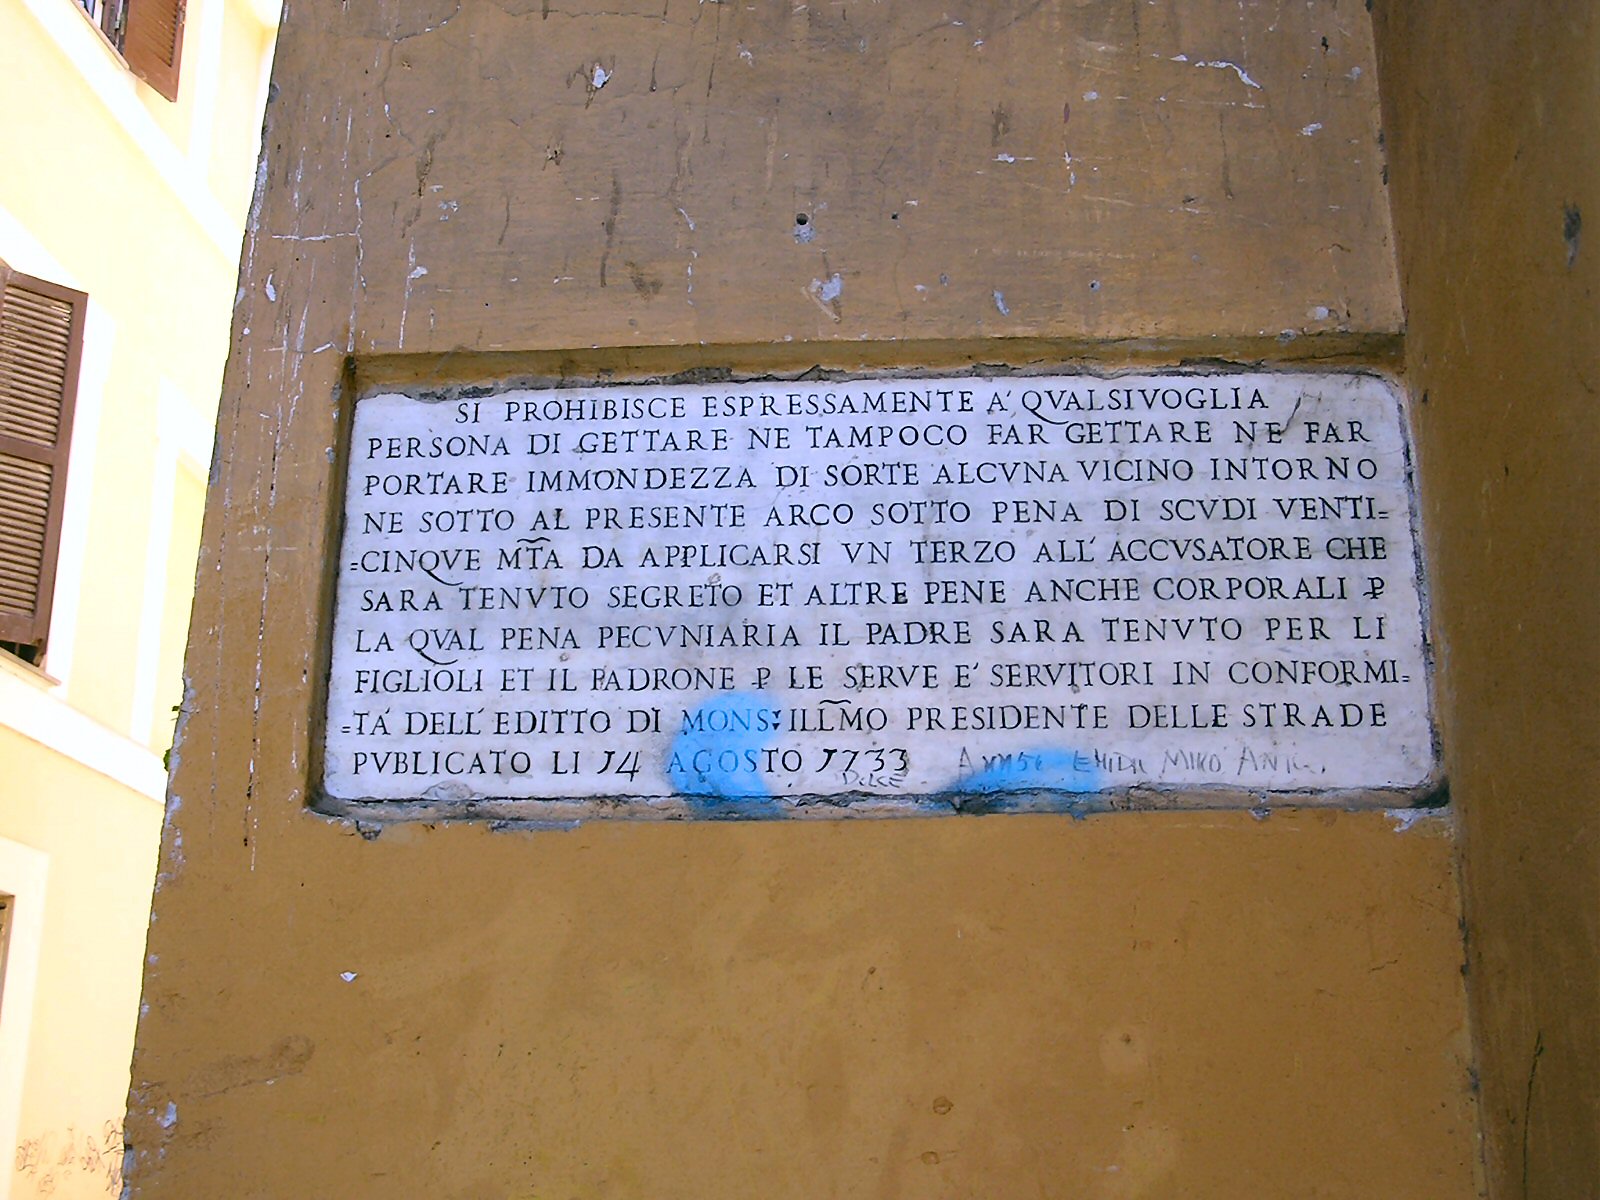 SI PROHIBISCE ESPRESSAMENTE A' QVALSIVOGLIA
PERSONA DI GETTARE NE TAMPOCO FAR GETTARE NE FAR
PORTARE IMMONDEZZA DI SORTE ALCVNA VICINO INTORNO
NE SOTTO AL PRESENTE ARCO SOTTO PENA DI SCVDI VENTI=
=CINQVE MTA DA APPLICARSI VN TERZO ALL' ACCVSATORE CHE
SARA TENVTO SEGRETO ET ALTRE PENE ANCHE CORPORALI ꝑ
LA QVAL PENA PECVNIARIA IL PADRE SARA TENVTO PER LI
FIGLIOLI ET IL PADRONE ꝑ LE SERVE E' SERVITORI IN CONFORMI=
=TA' DELL' EDITTO DI MONS: ILLMO PRESIDENTE DELLE STRADE
PVBLICATO LI 14 AGOSTO 1733
DOLCE